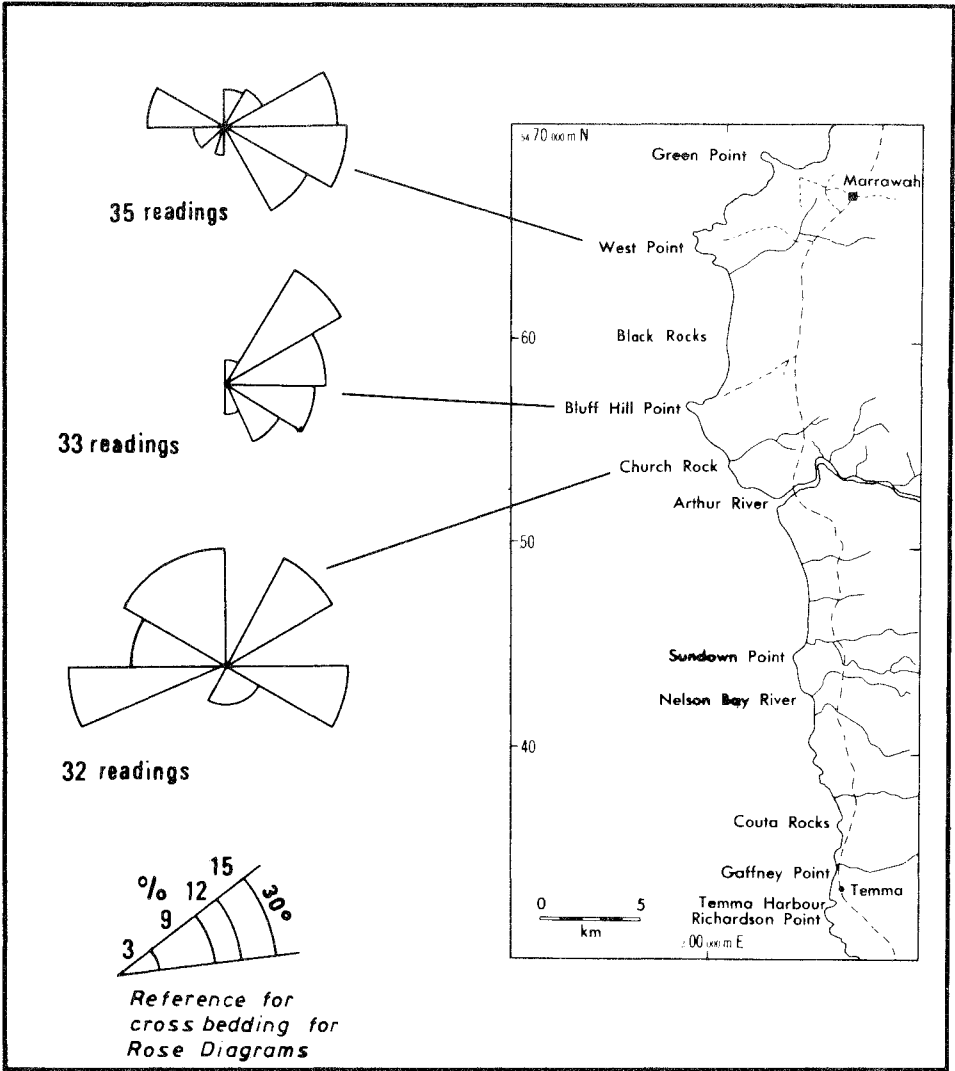 35 readings
33 readings
32 readings
15
12
%
9
3
30°
Reference for
cross bedding for
Rose Diagrams
54 70 000 m N
Green Point
Marrawah
West Point
60
Black Rocks
Bluff Hill Point
Church Rock
Arthur River
50
Sundown Point
Nelson Bay River
40
Couta Rocks
Gaffney Point
Temma
Temma Harbour
Richardson Point
0 5
km
00 000 m E